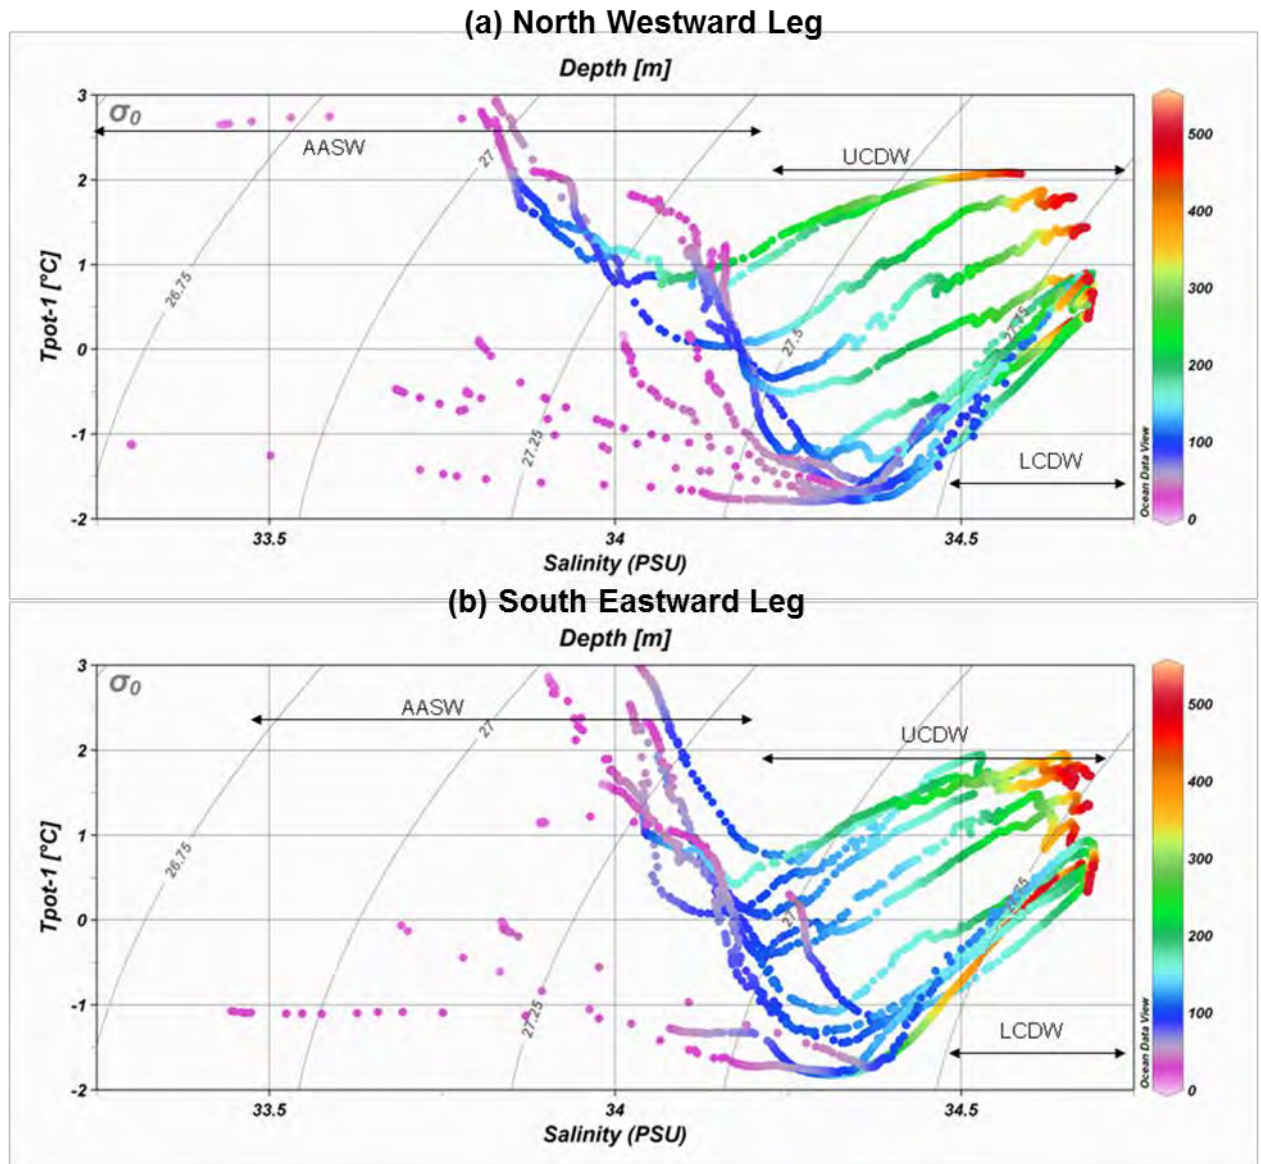 (a) North Westward Leg
Depth [m]
σ0
AASW
UCDW
LCDW
26.75
27
27.25
27.5
27.75
3
2
1
0
-1
-2
Tpot-1 [°C]
33.5
34
34.5
Salinity (PSU)
500
400
300
200
100
0
Ocean Data View
(b) South Eastward Leg
Depth [m]
σ0
AASW
UCDW
LCDW
26.75
27
27.25
3
2
1
0
-1
-2
Tpot-1 [°C]
33.5
34
34.5
Salinity (PSU)
500
400
300
200
100
0
Ocean Data View